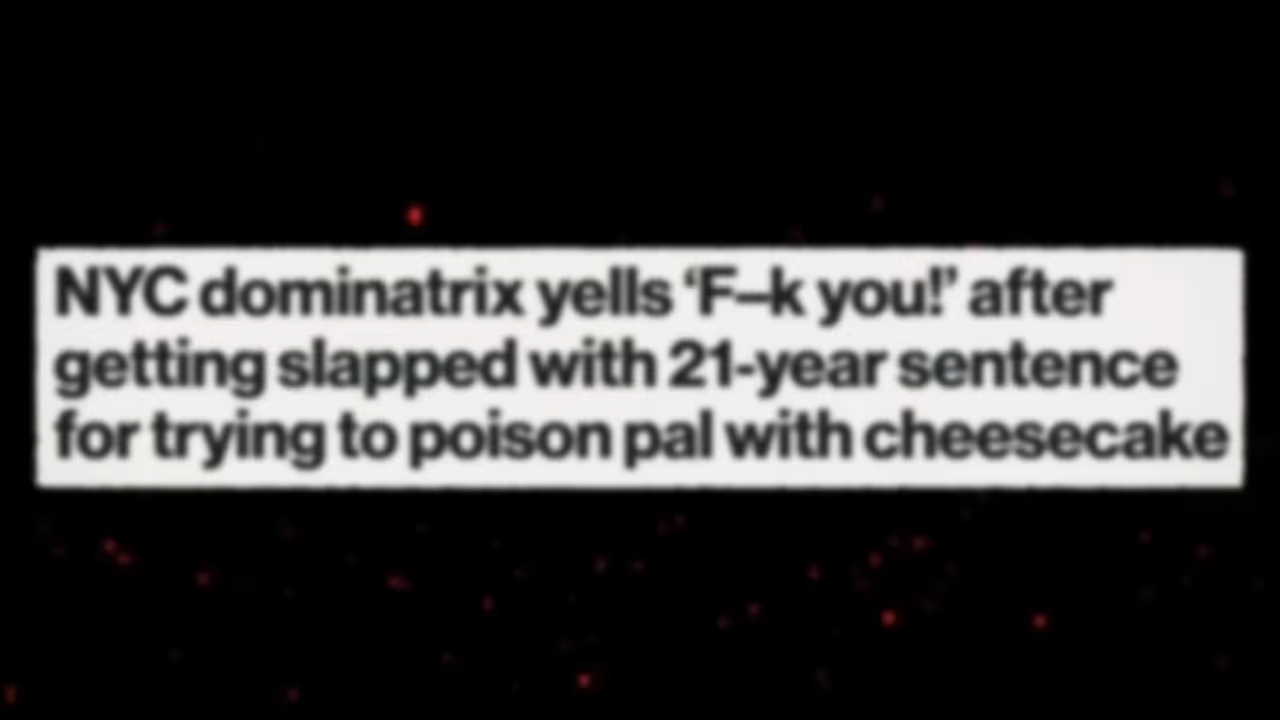 NYC dominatrix yells ‘F–k you!’ after
getting slapped with 21-year sentence
for trying to poison pal with cheesecake